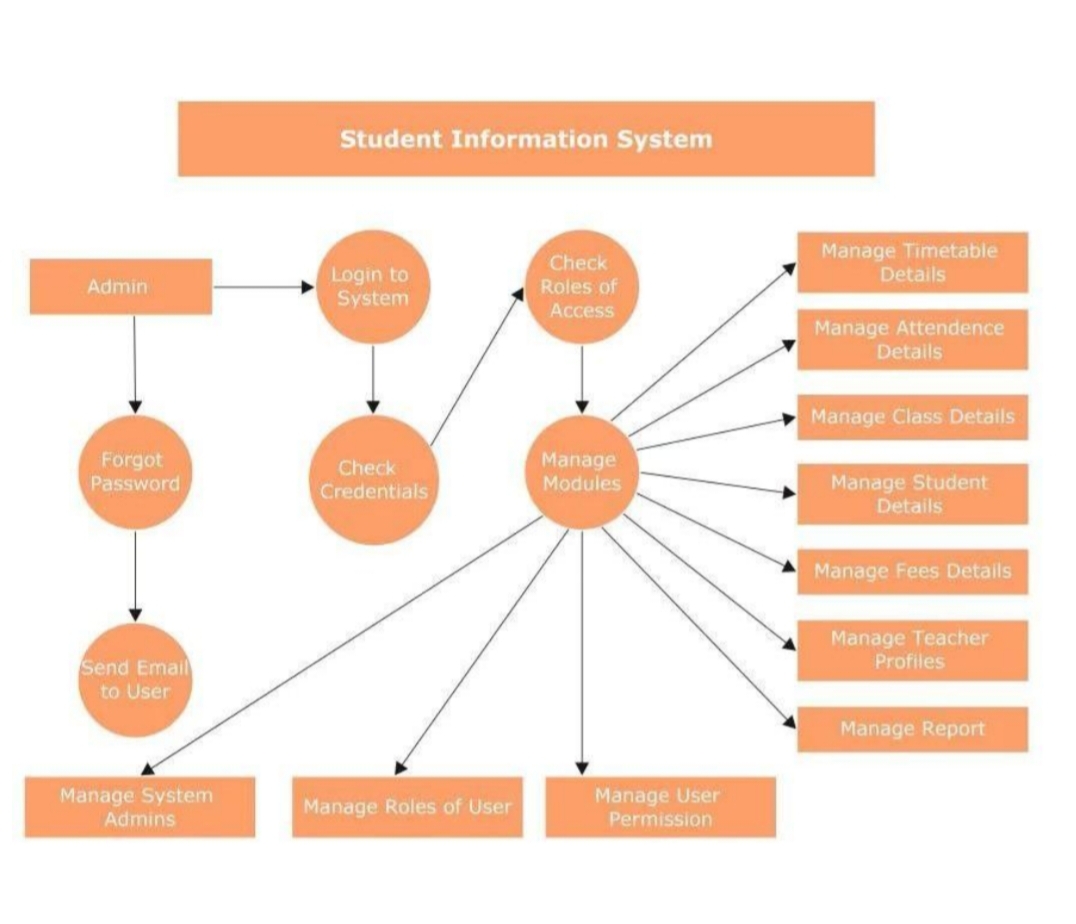 Student Information System
Admin
Login to
System
Check
Roles of
Access
Manage Timetable
Details
Manage Attendence
Details
Manage Class Details
Forgot
Password
Check
Credentials
Manage
Modules
Manage Student
Details
Manage Fees Details
Send Email
to User
Manage Teacher
Profiles
Manage Report
Manage System
Admins
Manage Roles of User
Manage User
Permission